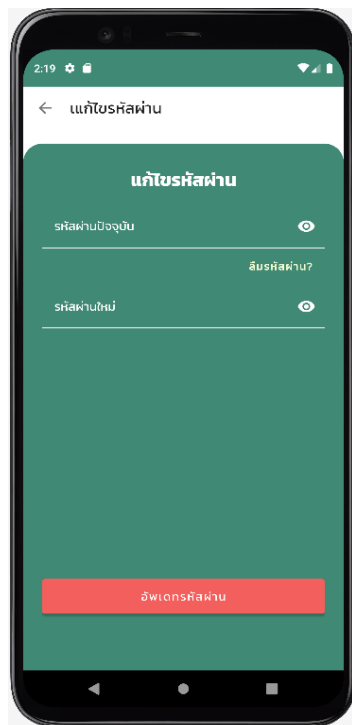 2:19
แก้ไขรหัสผ่าน
แก้ไขรหัสผ่าน
รหัสผ่านปัจจุบัน
ลืมรหัสผ่าน?
รหัสผ่านใหม่
อัพเดทรหัสผ่าน